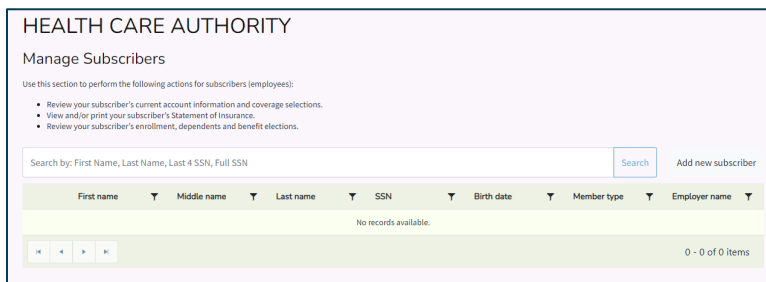 HEALTH CARE AUTHORITY
Manage Subscribers
Use this section to perform the following actions for subscribers (employees):
Review your subscriber's current account information and coverage selections.
View and/or print your subscriber's Statement of Insurance.
Review your subscriber's enrollment, dependents and benefit elections.
Search by: First Name, Last Name, Last 4 SSN, Full SSN Search Add new subscriber
First name Middle name Last name SSN Birth date Member type Employer name
No records available.
0 - 0 of 0 items